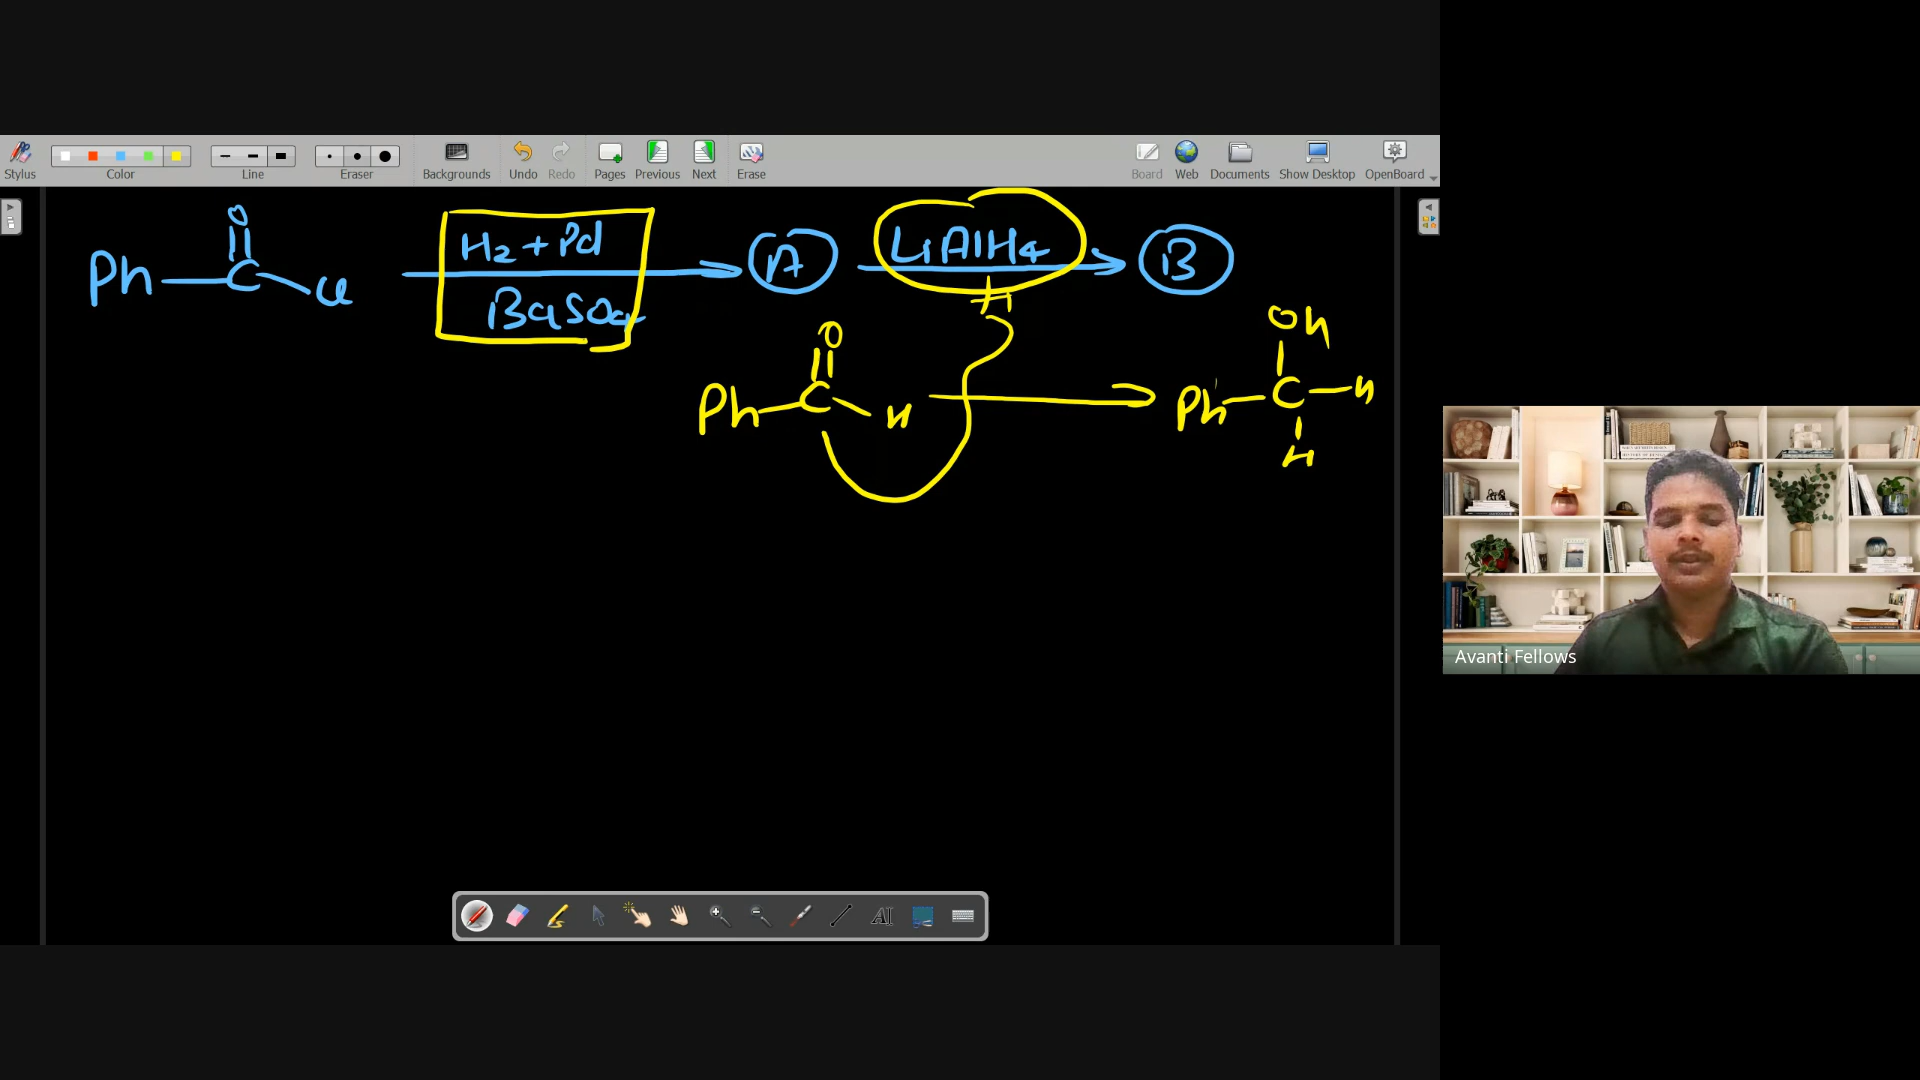 Stylus Color Line Eraser Backgrounds Undo Redo Pages Previous Next Erase Board Web Documents Show Desktop OpenBoard
O
Ph C Cl
H2 + Pd
BaSO4
A
LiAlH4
B
H
O
Ph C H
OH
Ph C H
H
Avanti Fellows
AI